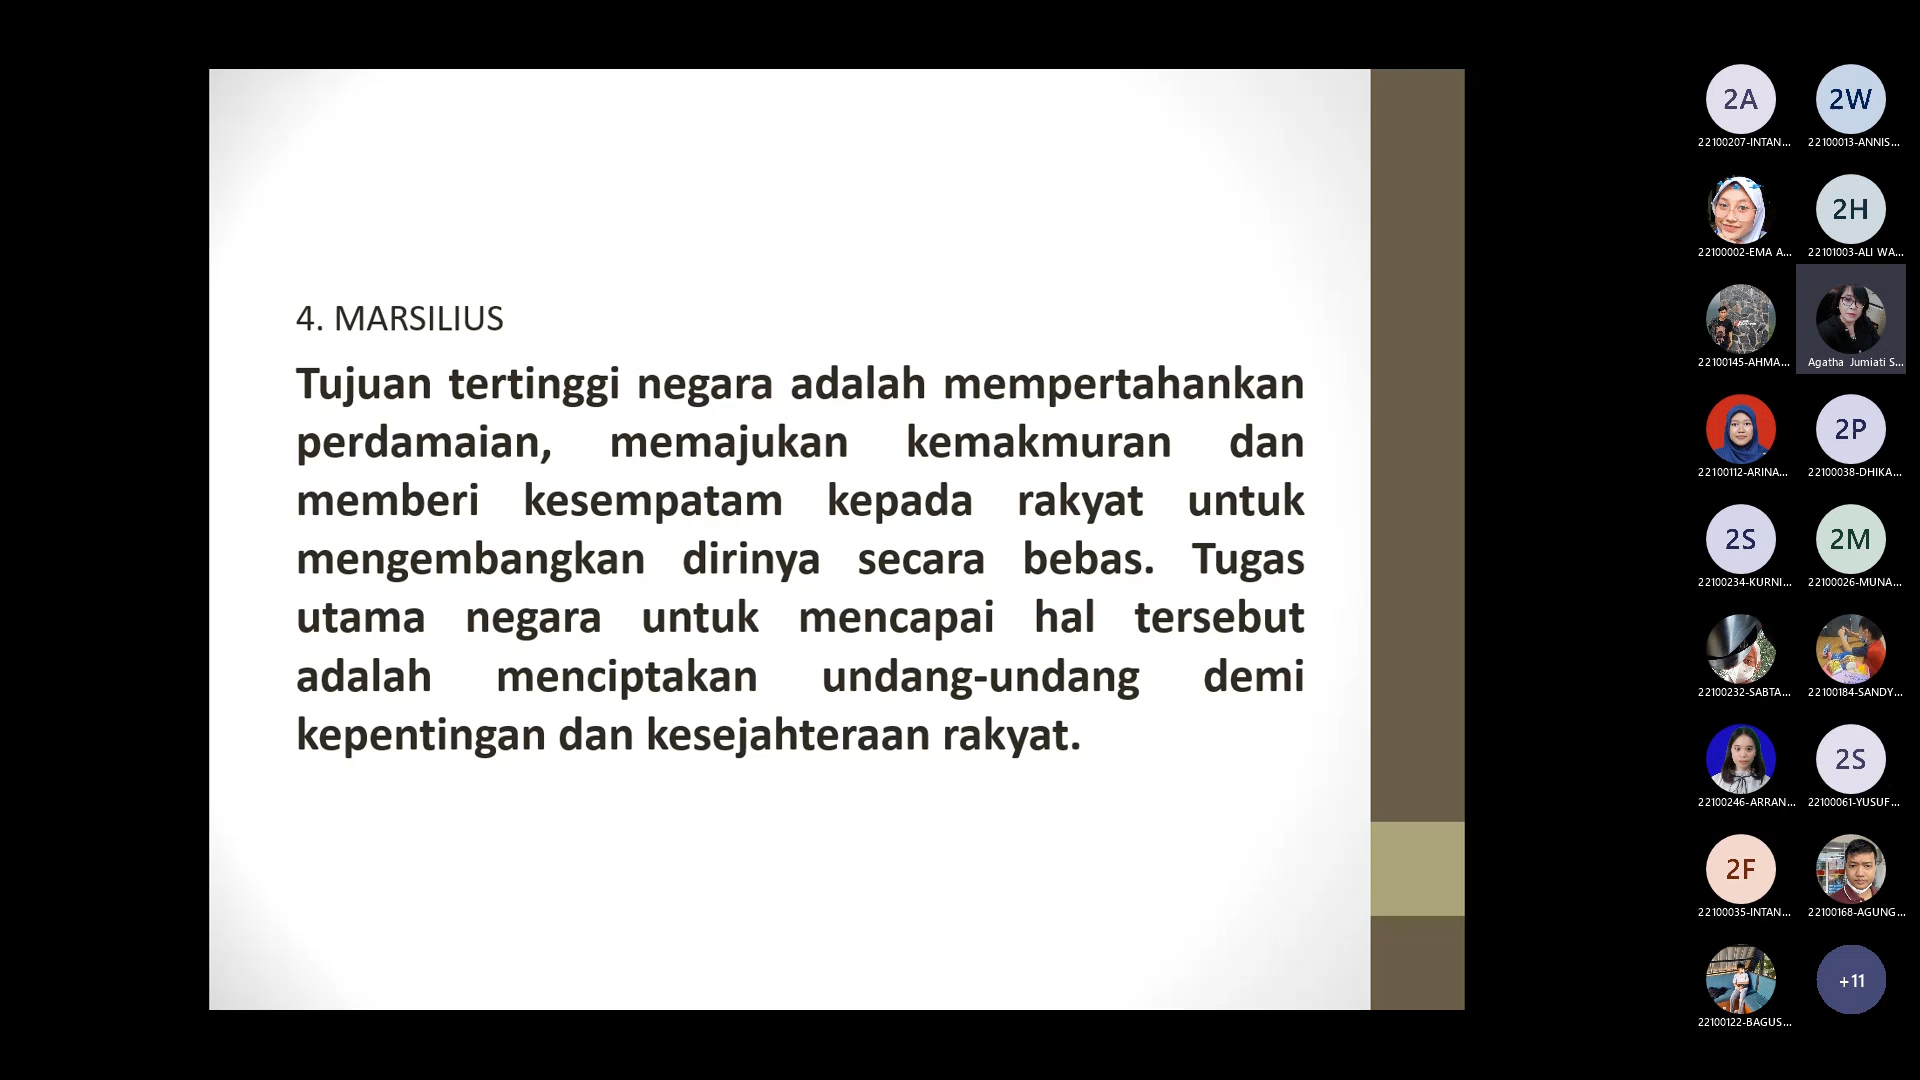 4. MARSILIUS
Tujuan tertinggi negara adalah mempertahankan
perdamaian, memajukan kemakmuran dan
memberi kesempatam kepada rakyat untuk
mengembangkan dirinya secara bebas. Tugas
utama negara untuk mencapai hal tersebut
adalah menciptakan undang-undang demi
kepentingan dan kesejahteraan rakyat.
2A
22100207-INTAN...
2W
22100013-ANNIS...
22100002-EMA A...
2H
22101003-ALI WA...
22100145-AHMA...
Agatha Jumiati S...
22100112-ARINA...
2P
22100038-DHIKA...
2S
22100234-KURNI...
2M
22100026-MUNA...
22100232-SABTA...
22100184-SANDY...
22100246-ARRAN...
2S
22100061-YUSUF...
2F
22100035-INTAN...
22100168-AGUNG...
22100122-BAGUS...
+11